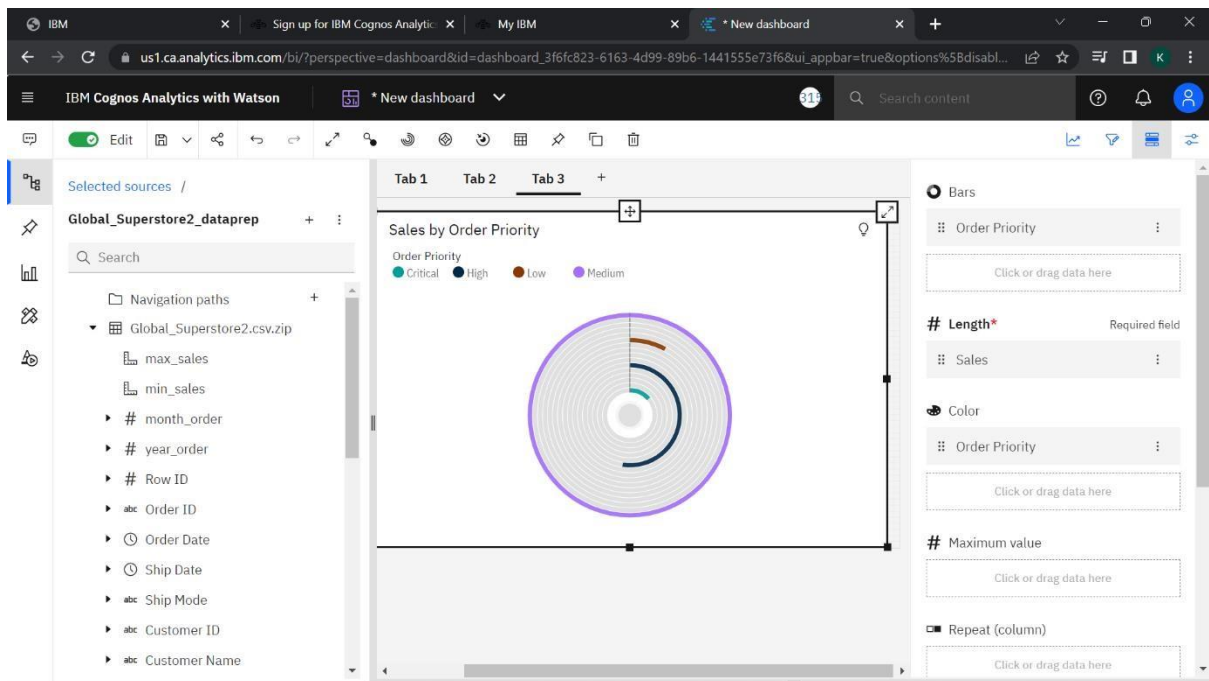 IBM
Sign up for IBM Cognos Analytic
My IBM
* New dashboard
us1.ca.analytics.ibm.com/bi/?perspective=dashboard&id=dashboard_3f6fc823-6163-4d99-89b6-1441555e73f6&ui_appbar=true&options%5Bdisabl...
K
IBM Cognos Analytics with Watson
* New dashboard
315
Search content
Edit
Selected sources /
Global_Superstore2_dataprep
Search
Navigation paths
Global_Superstore2.csv.zip
max_sales
min_sales
# month_order
# year_order
# Row ID
abc Order ID
Order Date
Ship Date
abc Ship Mode
abc Customer ID
abc Customer Name
Tab 1 Tab 2 Tab 3 +
Sales by Order Priority
Order Priority
Critical High Low Medium
Bars
Order Priority
Click or drag data here
# Length* Required field
Sales
Color
Order Priority
Click or drag data here
# Maximum value
Click or drag data here
Repeat (column)
Click or drag data here